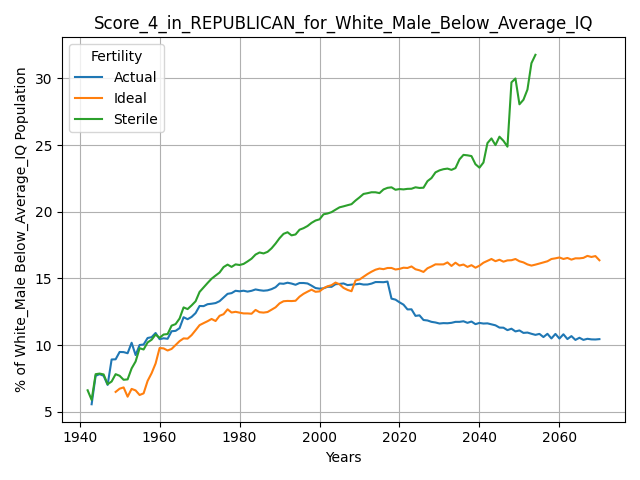 Score_4_in_REPUBLICAN_for_White_Male_Below_Average_IQ
Fertility
Actual
Ideal
Sterile
% of White_Male Below_Average_IQ Population
30
25
20
15
10
5
1940
1960
1980
2000
2020
2040
2060
Years